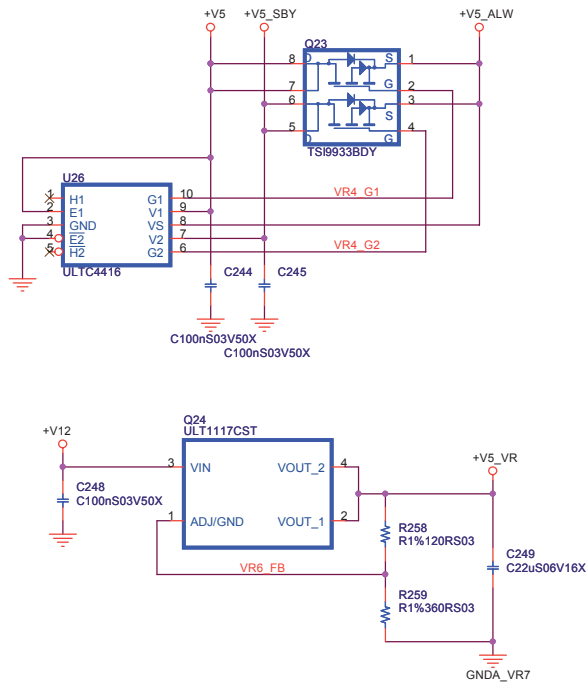 +V5 +V5_SBY +V5_ALW
Q23
8 D S 1
7 G 2
6 S 3
5 D G 4
TSI9933BDY
U26
1 H1 G1 10 VR4_G1
2 E1 V1 9
3 GND VS 8
4 E2 V2 7
5 H2 G2 6 VR4_G2
ULTC4416
C244 C245
C100nS03V50X
C100nS03V50X
Q24
ULT1117CST
+V12 +V5_VR
3 VIN VOUT_2 4
C248
C100nS03V50X
1 ADJ/GND VOUT_1 2
R258
R1%120RS03
C249
C22uS06V16X
VR6_FB
R259
R1%360RS03
GNDA_VR7